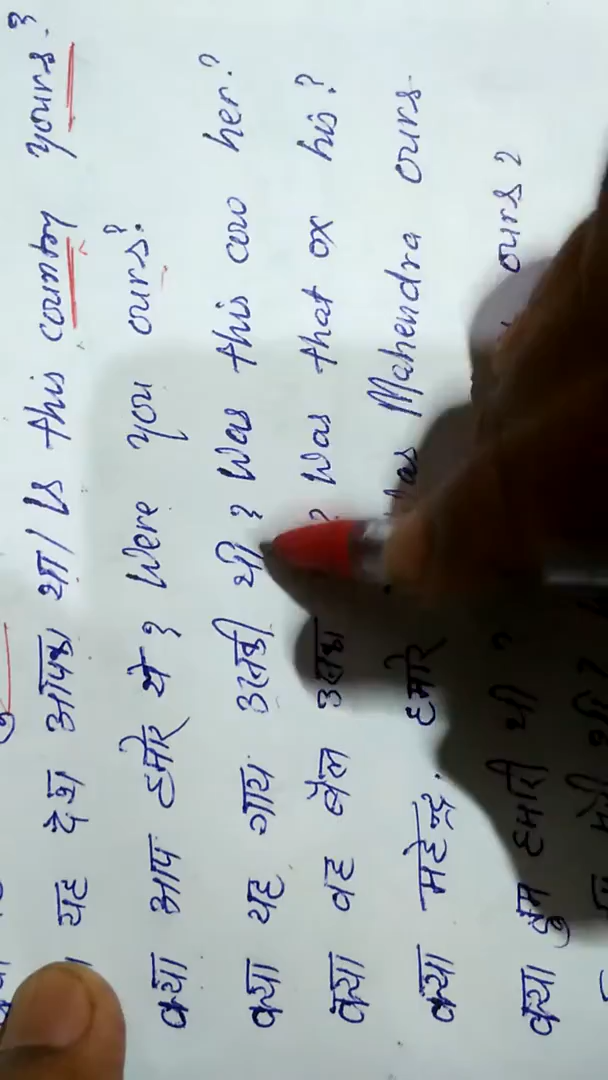 यह देश आपका था। Is this country yours?
क्या आप हमारे थे? Were you ours?
क्या यह गाय उसकी थी? Was this cow her?
क्या वह बैल उसका ? Was that ox his?
क्या महेन्द्र हमारे Was Mahendra ours
क्या तुम हमारी थी? ours?